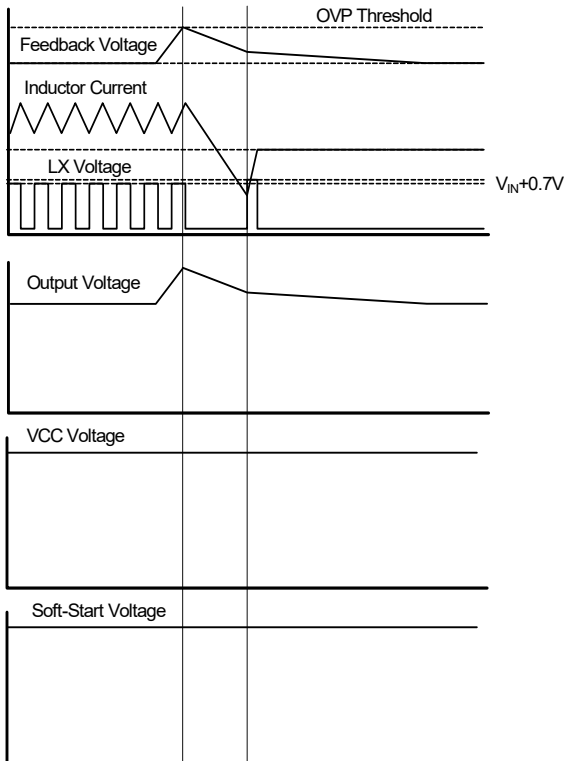 OVP Threshold
Feedback Voltage
Inductor Current
LX Voltage
VIN+0.7V
Output Voltage
VCC Voltage
Soft-Start Voltage